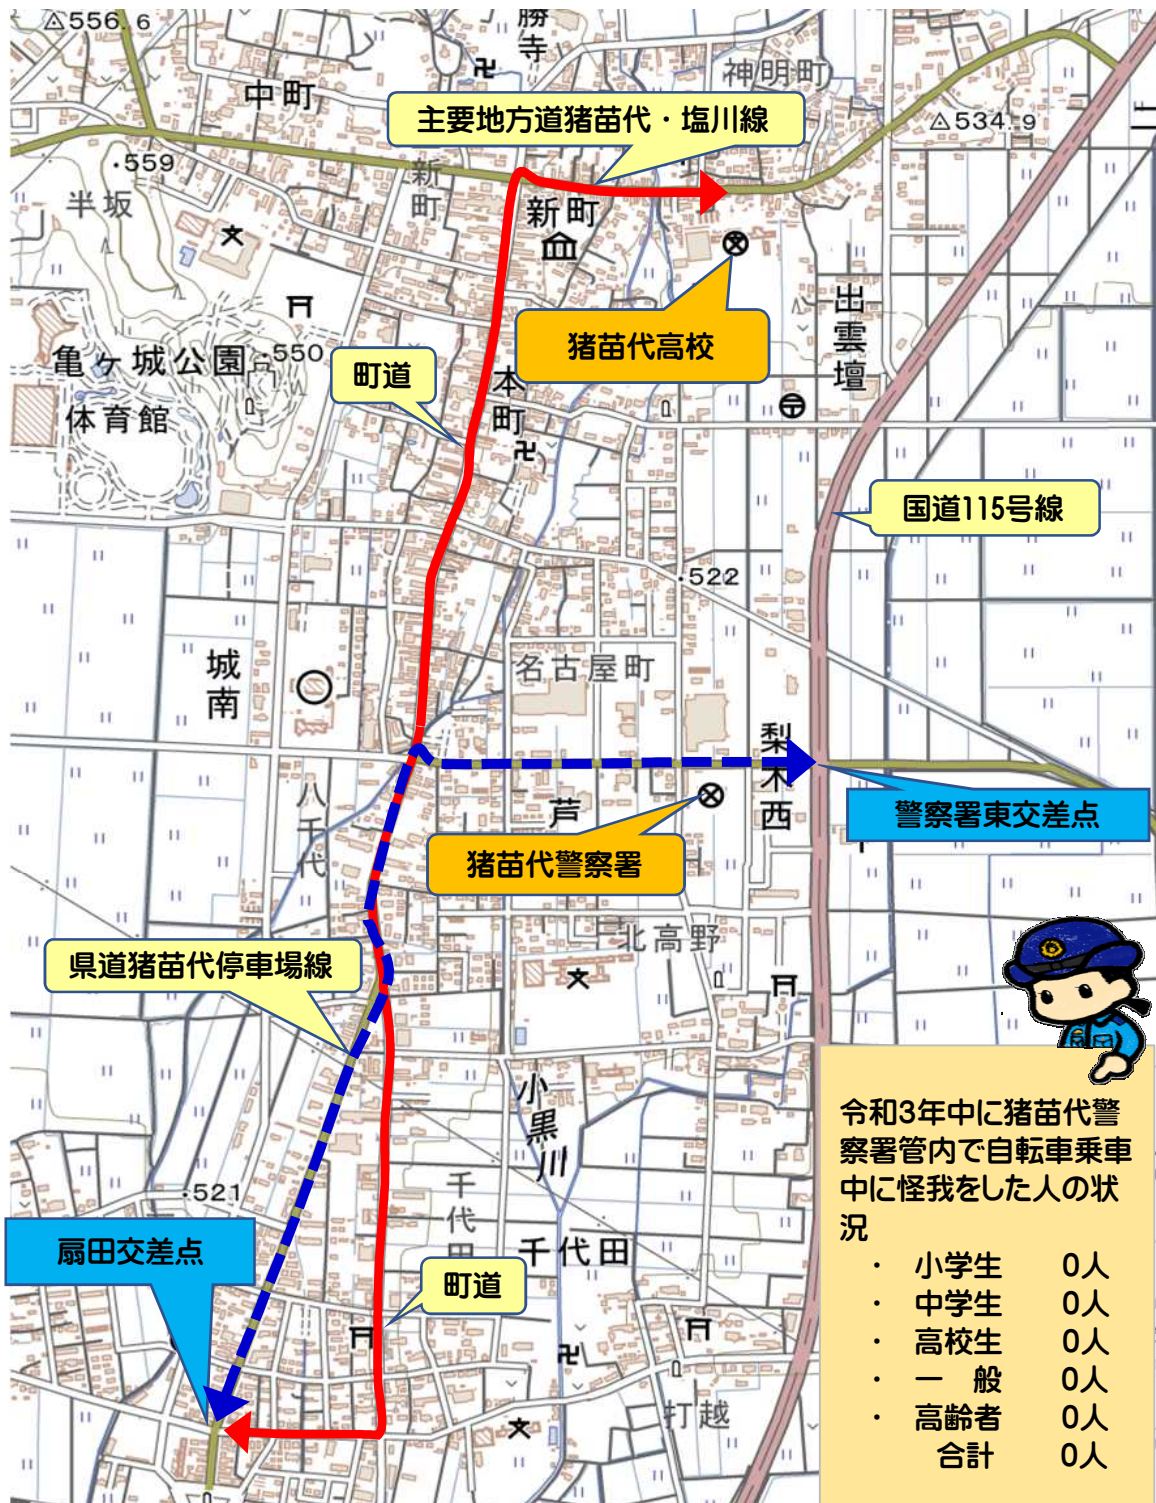 △556.6
勝寺
中町
神明町
主要地方道猪苗代・塩川線
△534.9
二
・559
新町
半坂
新町
猪苗代高校
出雲壇
亀ヶ城公園
・550
体育館
町道
本町
国道115号線
・522
城南
名古屋町
梨木西
八千代
芦
警察署東交差点
猪苗代警察署
北高野
県道猪苗代停車場線
小黒川
・521
千代田
千代田
扇田交差点
町道
打越
令和3年中に猪苗代警
察署管内で自転車乗車
中に怪我をした人の状
況
・ 小学生 0人
・ 中学生 0人
・ 高校生 0人
・ 一 般 0人
・ 高齢者 0人
合計 0人